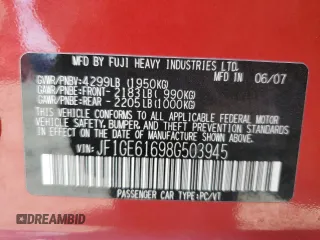 MFD BY FUJI HEAVY INDUSTRIES LTD.
GVWR/PNBV: 4299LB (1950KG)
GAWR/PNBE: FRONT- 2183LB( 990KG)
GAWR/PNBE: REAR - 2205LB(1000KG)
IN 06/07
THIS VEHICLE CONFORMS TO ALL APPLICABLE FEDERAL MOTOR
VEHICLE SAFETY, BUMPER, AND THEFT PREVENTION STANDARDS
IN EFFECT ON THE DATE OF MANUFACTURE SHOWN ABOVE.
VIN: JF1GE61698G503945
PASSENGER CAR TYPE:PC/VT
© DREAMBID.COM